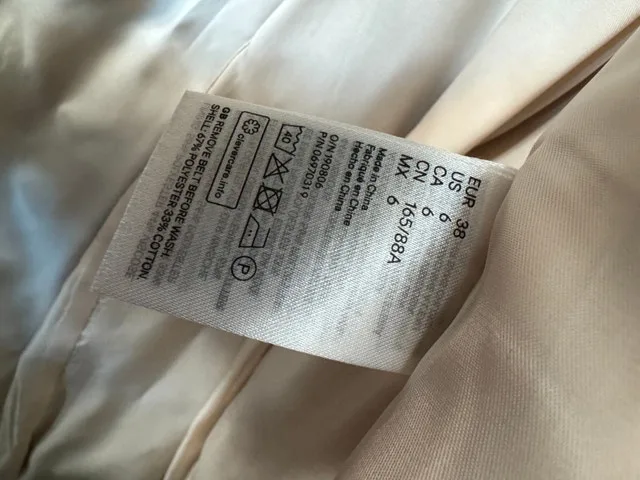 EUR 38
US 6
CA 6
CN 165/88A
MX 6
Made in China
Fabriqué en Chine
Hecho en China
O/N 190806
P/N 06570319
clevercare info
40
P
GB REMOVE BELT BEFORE WASH.
SHELL: 67% POLYESTER 33% COTTON.